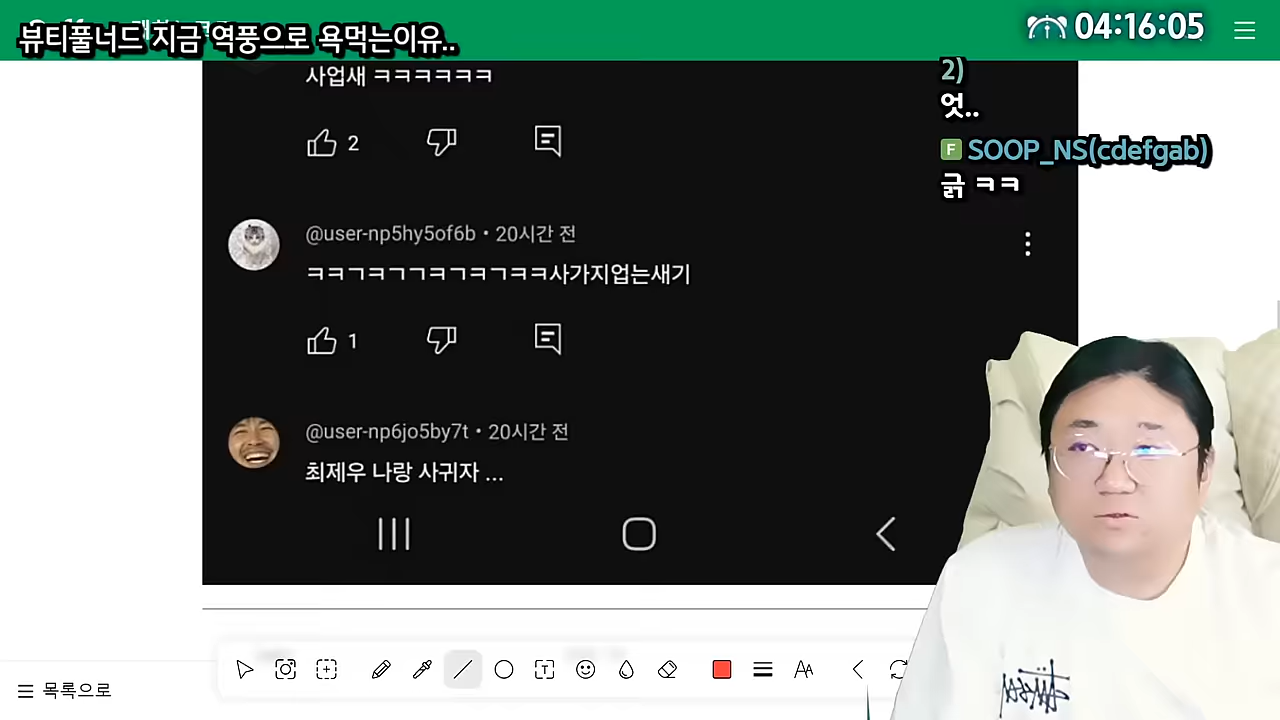 뷰티풀너드 지금 역풍으로 욕먹는이유..
04:16:05
사업새 ㅋㅋㅋㅋㅋㅋ
2
2)
엇..
F SOOP_NS(cdefgab)
긁 ㅋㅋ
@user-np5hy5of6b • 20시간 전
ㅋㅋㄱㅋㄱㄱㅋㄱㅋㄱㅋㅋ사가지업는새기
1
@user-np6jo5by7t • 20시간 전
최제우 나랑 사귀자 ...
목록으로